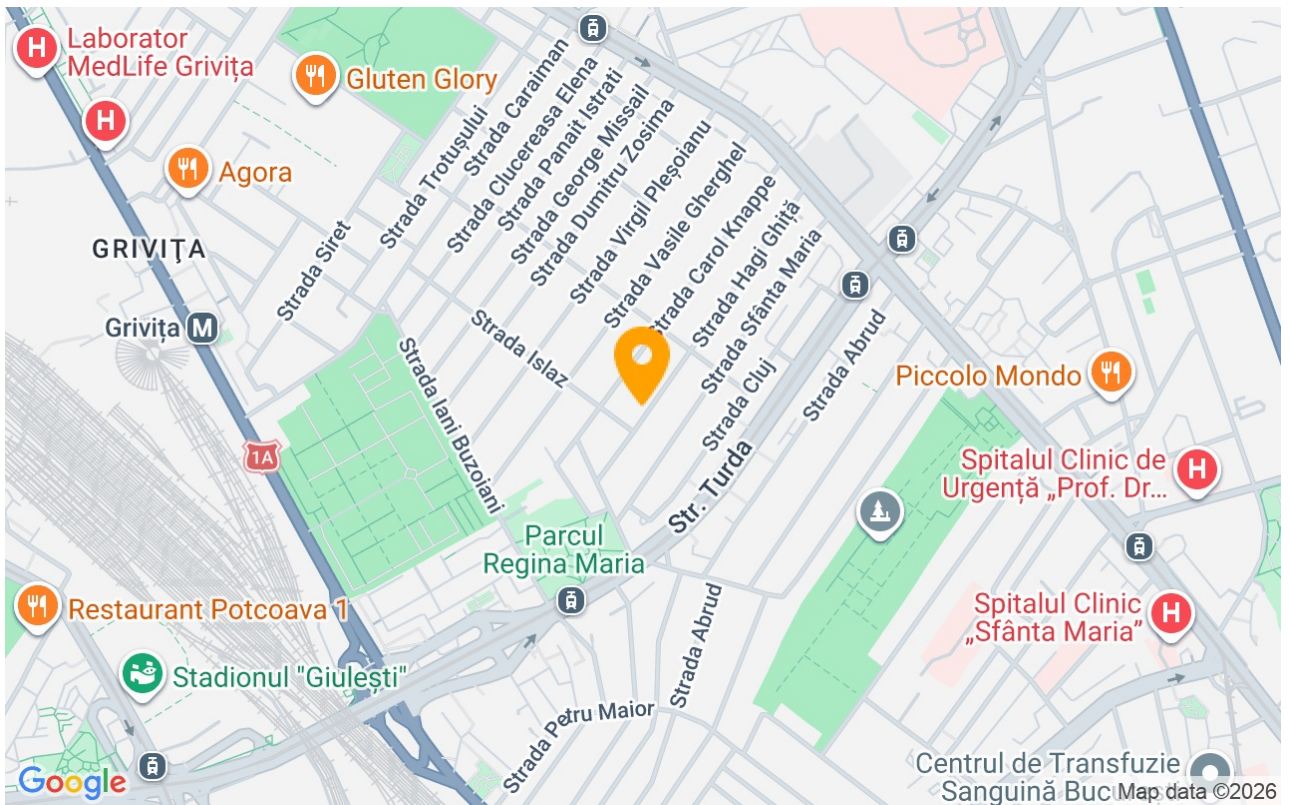 Laborator
MedLife Grivița
Gluten Glory
Agora
GRIVIȚA
Grivița M
1A
Strada Siret
Strada Trotușului
Strada Caraiman
Strada Clucereasa Elena
Strada Panait Istrati
Strada George Missail
Strada Dumitru Zosima
Strada Virgil Pleșoianu
Strada Vasile Gherghel
Strada Carol Knappe
Strada Hagi Ghiță
Strada Sfânta Maria
Strada Cluj
Strada Islaz
Strada Iani Buzoiani
Str. Turda
Strada Abrud
Piccolo Mondo
Spitalul Clinic de
Urgență „Prof. Dr...
Parcul
Regina Maria
Restaurant Potcoava 1
Spitalul Clinic
„Sfânta Maria”
Stadionul "Giulești"
Strada Abrud
Strada Petru Maior
Centrul de Transfuzie
Sanguină
Google
Map data ©2026